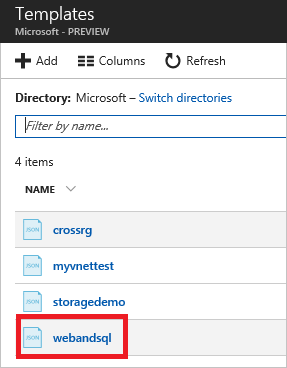 Templates
Microsoft - PREVIEW
Add Columns Refresh
Directory: Microsoft – Switch directories
Filter by name...
4 items
NAME
JSON crossrg
JSON myvnettest
JSON storagedemo
JSON webandsql